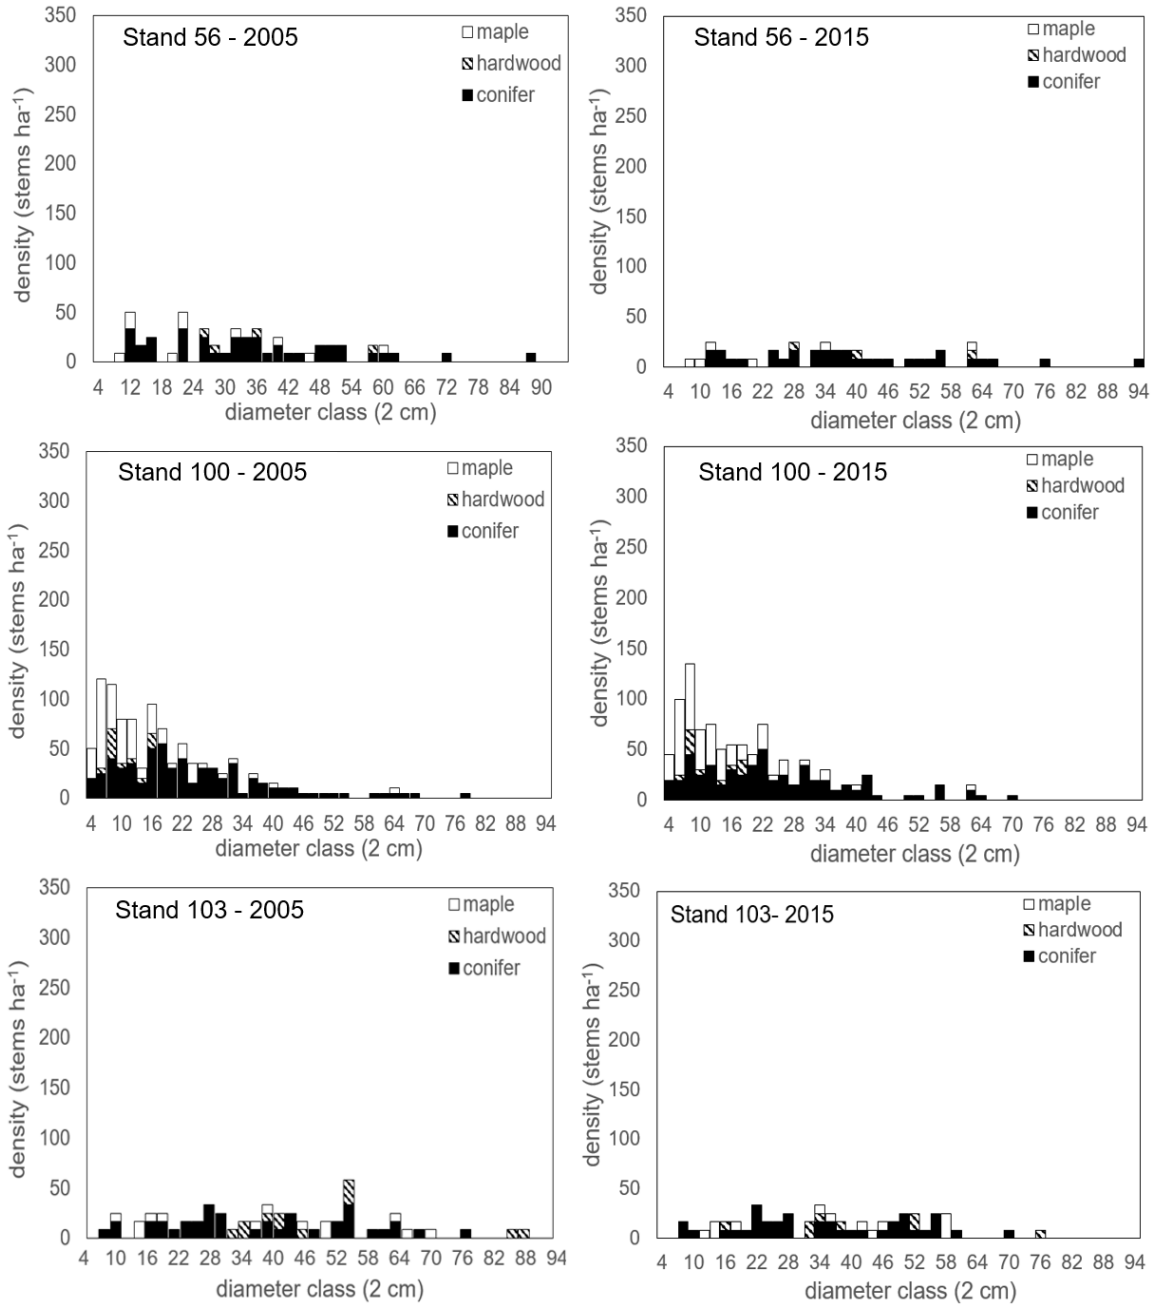 Stand 56 - 2005
maple
hardwood
conifer
density (stems ha-1)
350
300
250
200
150
100
50
0
4 12 18 22 30 36 42 48 60 66 72 78 84 90
diameter class (2 cm)
Stand 56 - 2015
maple
hardwood
conifer
density (stems ha-1)
350
300
250
200
150
100
50
0
4 10 16 22 28 34 40 46 52 58 64 70 76 82 88 94
diameter class (2 cm)
Stand 100 - 2005
maple
hardwood
conifer
density (stems ha-1)
350
300
250
200
150
100
50
0
4 10 16 22 28 34 40 46 52 58 64 70 76 82 88 94
diameter class (2 cm)
Stand 100 - 2015
maple
hardwood
conifer
density (stems ha-1)
350
300
250
200
150
100
50
0
4 10 16 22 28 34 40 46 52 58 64 70 76 82 88 94
diameter class (2 cm)
Stand 103 - 2005
maple
hardwood
conifer
density (stems ha-1)
350
300
250
200
150
100
50
0
4 10 16 22 28 34 40 46 52 58 64 70 76 82 88 94
diameter class (2 cm)
Stand 103- 2015
maple
hardwood
conifer
density (stems ha-1)
350
300
250
200
150
100
50
0
4 10 16 22 28 34 40 46 52 58 64 70 76 82 88 94
diameter class (2 cm)